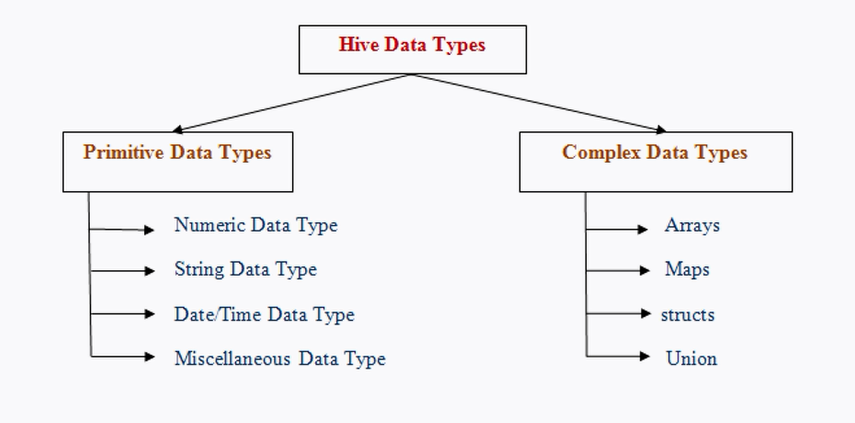 Hive Data Types
Primitive Data Types
Numeric Data Type
String Data Type
Date/Time Data Type
Miscellaneous Data Type
Complex Data Types
Arrays
Maps
structs
Union